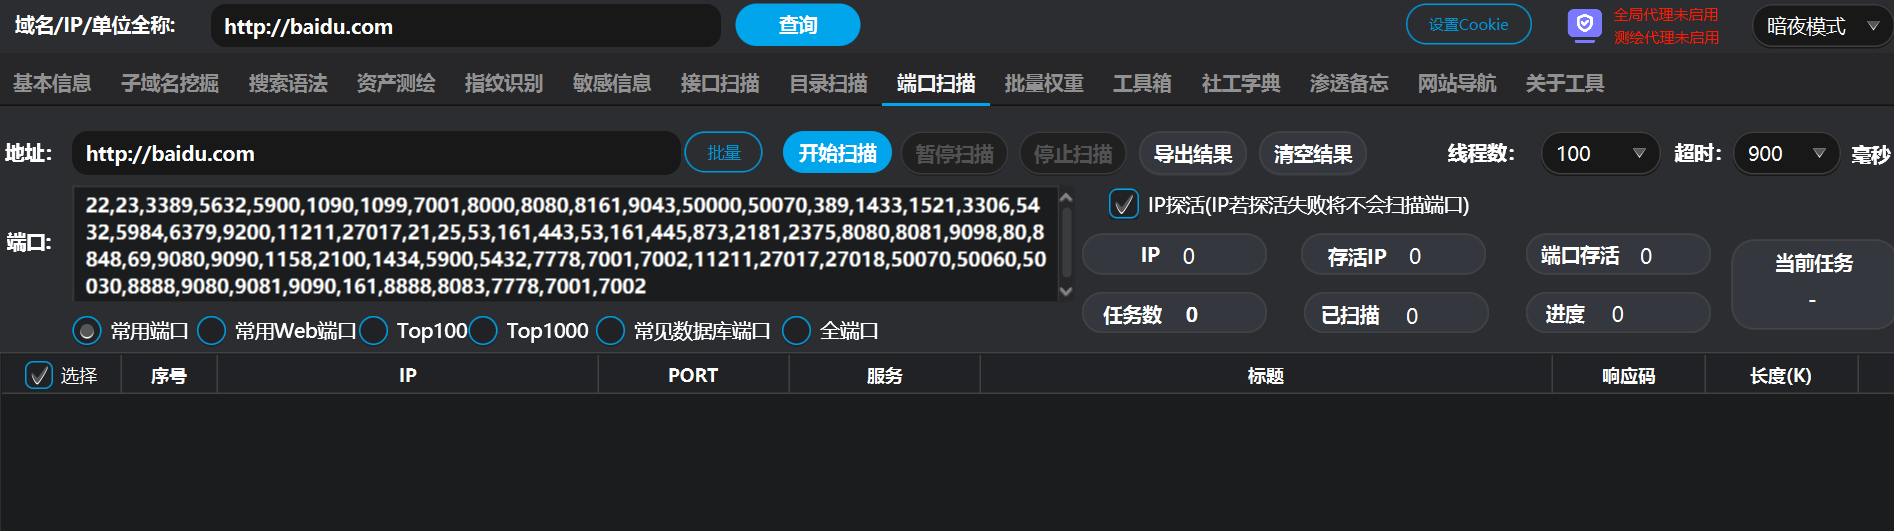 域名/IP/单位全称: http://baidu.com 查询 设置Cookie 全局代理未启用 测绘代理未启用 暗夜模式
基本信息 子域名挖掘 搜索语法 资产测绘 指纹识别 敏感信息 接口扫描 目录扫描 端口扫描 批量权重 工具箱 社工字典 渗透备忘 网站导航 关于工具
地址: http://baidu.com 批量 开始扫描 暂停扫描 停止扫描 导出结果 清空结果 线程数: 100 超时: 900 毫秒
端口:
22,23,3389,5632,5900,1090,1099,7001,8000,8080,8161,9043,50000,50070,389,1433,1521,3306,54
32,5984,6379,9200,11211,27017,21,25,53,161,443,53,161,445,873,2181,2375,8080,8081,9098,80,8
848,69,9080,9090,1158,2100,1434,5900,5432,7778,7001,7002,11211,27017,27018,50070,50060,50
030,8888,9080,9081,9090,161,8888,8083,7778,7001,7002
IP探活(IP若探活失败将不会扫描端口)
IP 0 存活IP 0 端口存活 0
当前任务
-
任务数 0 已扫描 0 进度 0
常用端口 常用Web端口 Top100 Top1000 常见数据库端口 全端口
选择 序号 IP PORT 服务 标题 响应码 长度(K)